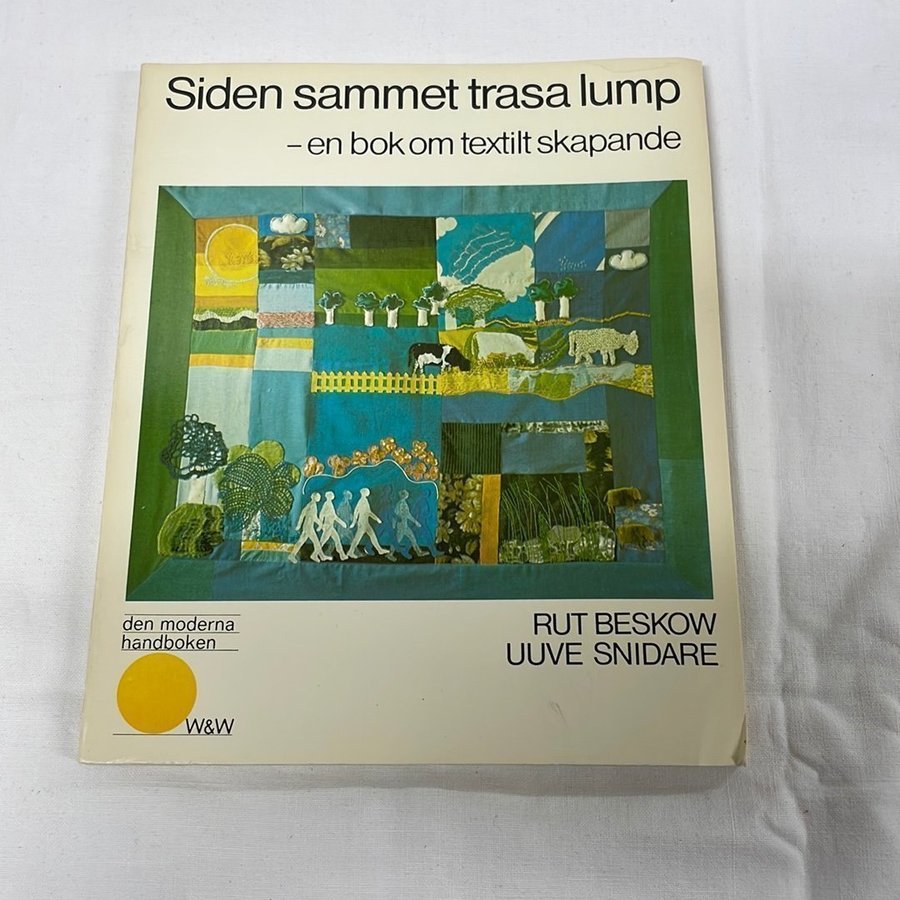 Siden sammet trasa lump
– en bok om textilt skapande
den moderna
handboken
W&W
RUT BESKOW
UUVE SNIDARE